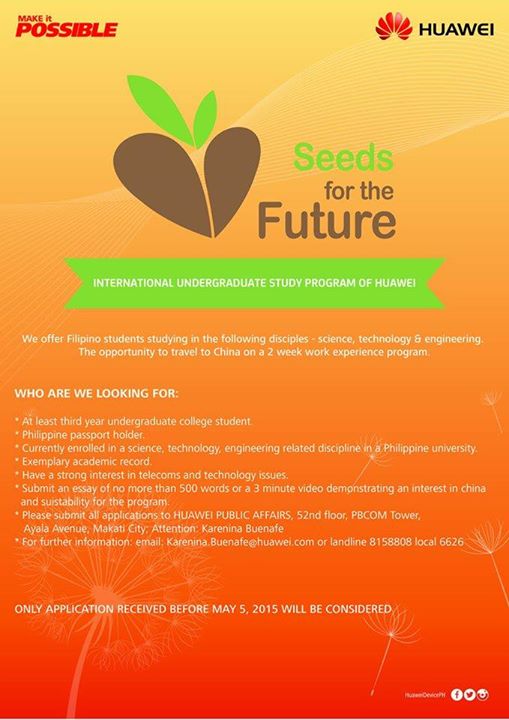 MAKE it
POSSIBLE
HUAWEI
Seeds
for the
Future
INTERNATIONAL UNDERGRADUATE STUDY PROGRAM OF HUAWEI
We offer Filipino students studying in the following disciples - science, technology & engineering.
The opportunity to travel to China on a 2 week work experience program.
WHO ARE WE LOOKING FOR:
* At least third year undergraduate college student.
* Philippine passport holder.
* Currently enrolled in a science, technology, engineering related discipline in a Philippine university.
* Exemplary academic record.
* Have a strong interest in telecoms and technology issues.
* Submit an essay of no more than 500 words or a 3 minute video demonstrating an interest in china
and suistability for the program.
* Please submit all applications to HUAWEI PUBLIC AFFAIRS, 52nd floor, PBCOM Tower,
Ayala Avenue, Makati City; Attention: Karenina Buenafe
* For further information: email: Karenina.Buenafe@huawei.com or landline 8158808 local 6626
ONLY APPLICATION RECEIVED BEFORE MAY 5, 2015 WILL BE CONSIDERED.
HuaweiDevicePH